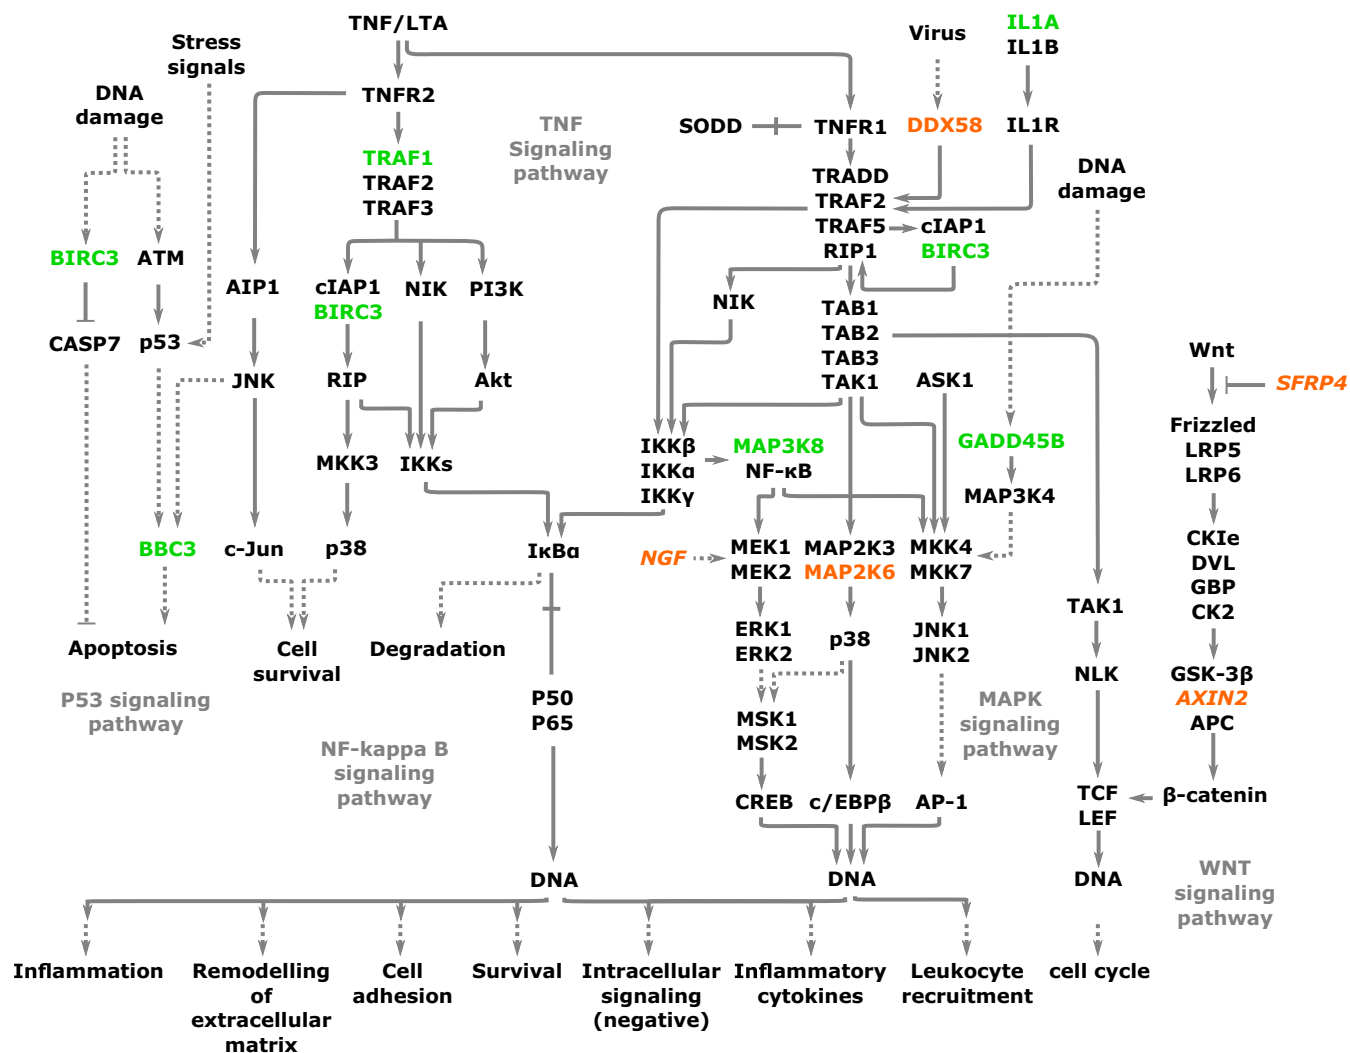 TNF/LTA
IL1A
IL1B
Virus
Stress
signals
DNA
damage
TNFR2
TNF
Signaling
pathway
SODD
TNFR1
DDX58
IL1R
TRAF1
TRAF2
TRAF3
TRADD
TRAF2
TRAF5
RIP1
cIAP1
BIRC3
DNA
damage
BIRC3
ATM
AIP1
cIAP1
BIRC3
NIK
PI3K
NIK
TAB1
TAB2
TAB3
TAK1
CASP7
p53
JNK
RIP
Akt
ASK1
Wnt
SFRP4
Frizzled
LRP5
LRP6
MKK3
IKKs
IKKβ
IKKα
IKKγ
MAP3K8
NF-κB
GADD45B
MAP3K4
BBC3
c-Jun
p38
IκBα
NGF
MEK1
MEK2
MAP2K3
MAP2K6
MKK4
MKK7
CKIe
DVL
GBP
CK2
TAK1
Apoptosis
Cell
survival
Degradation
ERK1
ERK2
p38
JNK1
JNK2
NLK
GSK-3β
AXIN2
APC
P53 signaling
pathway
P50
P65
MSK1
MSK2
MAPK
signaling
pathway
NF-kappa B
signaling
pathway
CREB
c/EBPβ
AP-1
TCF
LEF
β-catenin
DNA
DNA
DNA
WNT
signaling
pathway
Inflammation
Remodelling
of
extracellular
matrix
Cell
adhesion
Survival
Intracellular
signaling
(negative)
Inflammatory
cytokines
Leukocyte
recruitment
cell cycle